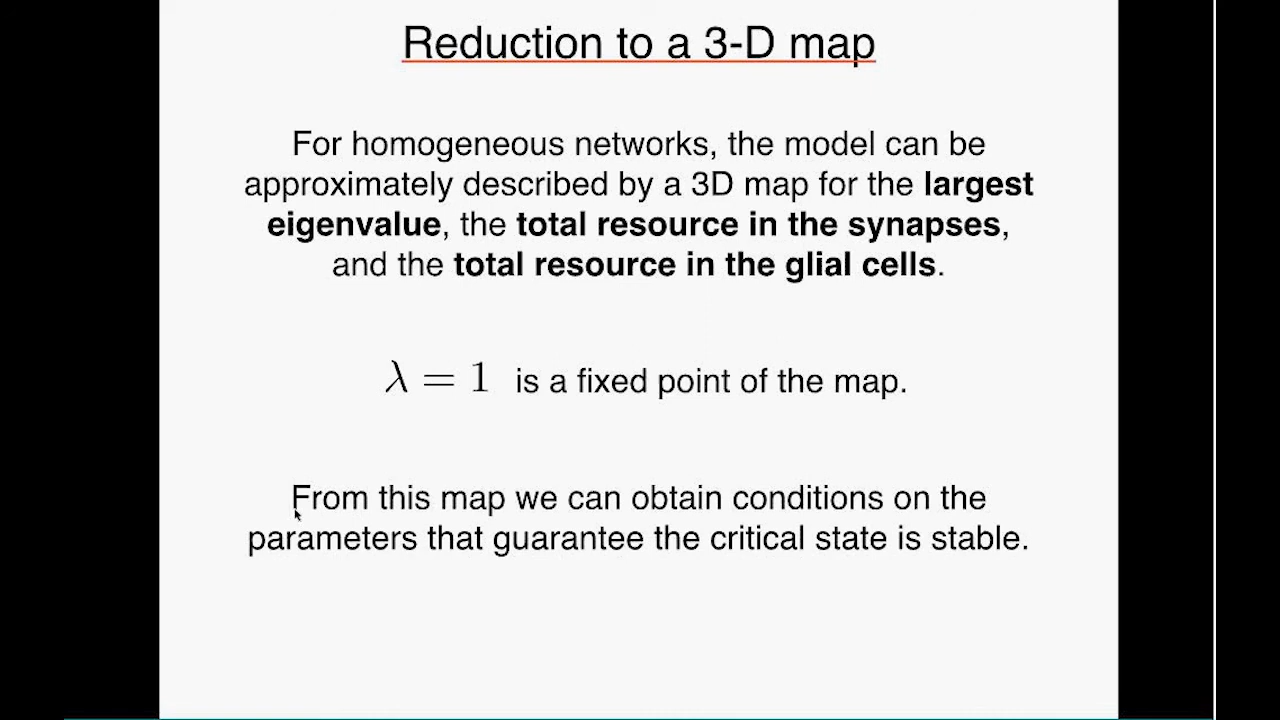 Reduction to a 3-D map
For homogeneous networks, the model can be
approximately described by a 3D map for the largest
eigenvalue, the total resource in the synapses,
and the total resource in the glial cells.
λ = 1 is a fixed point of the map.
From this map we can obtain conditions on the
parameters that guarantee the critical state is stable.